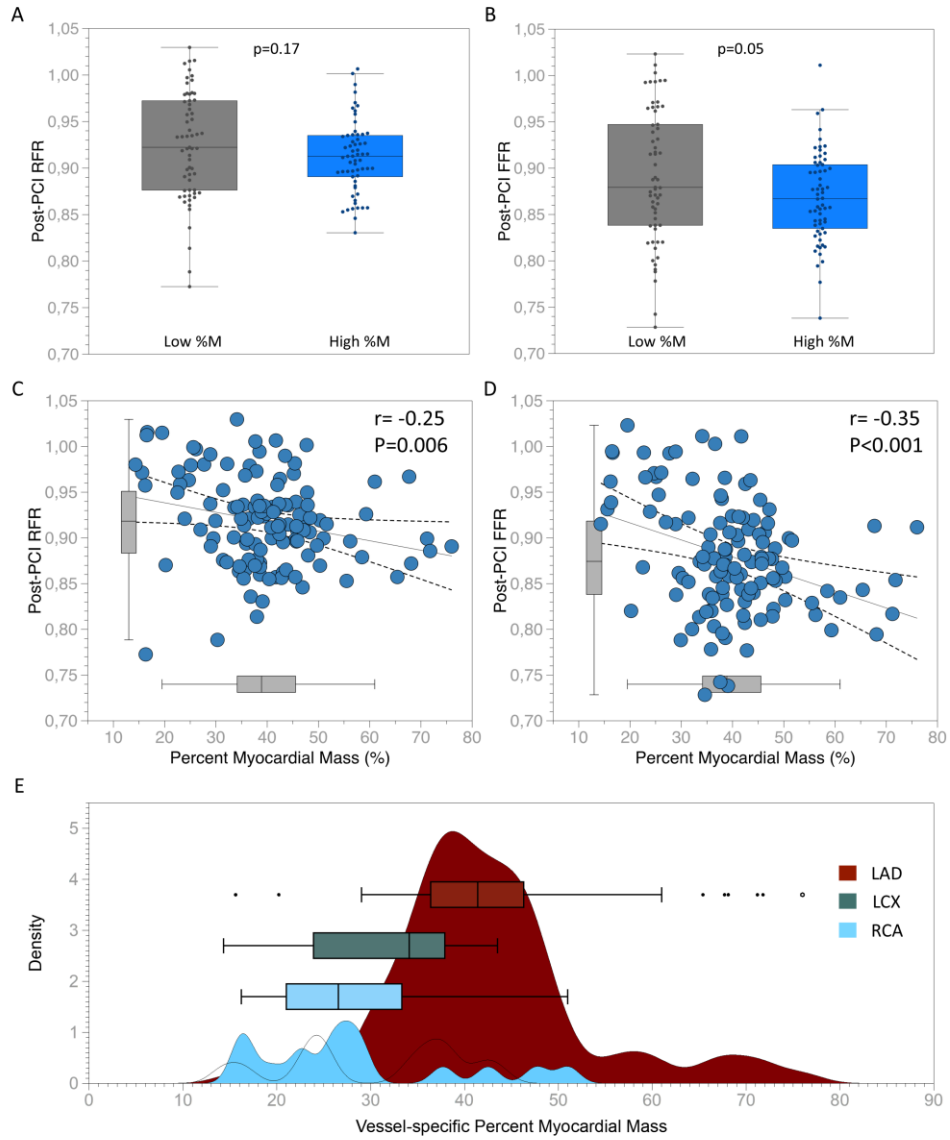 A
B
p=0.17
p=0.05
Post-PCI RFR
1,05
1,00
0,95
0,90
0,85
0,80
0,75
0,70
Low %M
High %M
Post-PCI FFR
1,05
1,00
0,95
0,90
0,85
0,80
0,75
0,70
Low %M
High %M
C
D
r= -0.25
P=0.006
r= -0.35
P<0.001
Post-PCI RFR
1,05
1,00
0,95
0,90
0,85
0,80
0,75
0,70
10 20 30 40 50 60 70 80
Percent Myocardial Mass (%)
Post-PCI FFR
1,05
1,00
0,95
0,90
0,85
0,80
0,75
0,70
10 20 30 40 50 60 70 80
Percent Myocardial Mass (%)
E
Density
5
4
3
2
1
0
LAD
LCX
RCA
0 10 20 30 40 50 60 70 80 90
Vessel-specific Percent Myocardial Mass